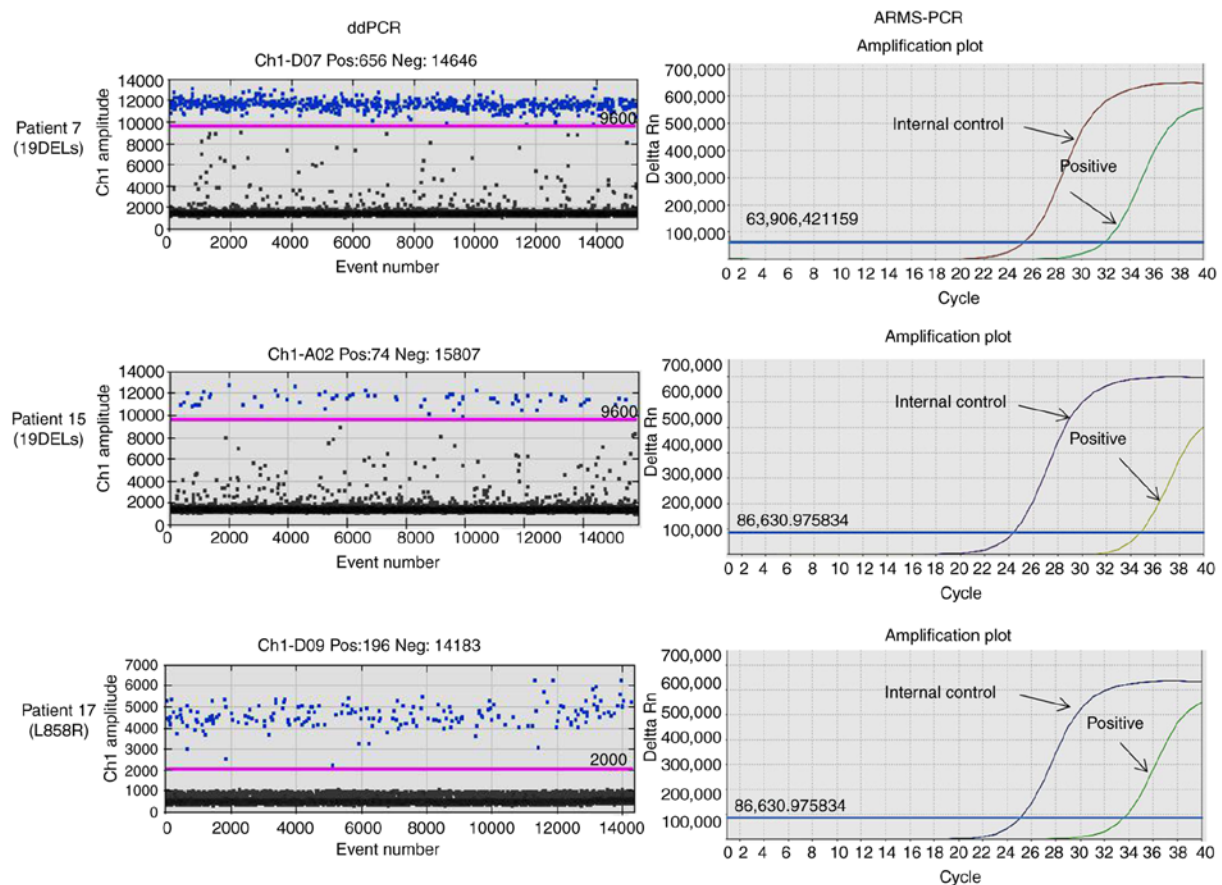 ddPCR
ARMS-PCR
Ch1-D07 Pos:656 Neg: 14646
Amplification plot
Patient 7
(19DELs)
Ch1 amplitude
14000
12000
10000
8000
6000
4000
2000
0
9600
0 2000 4000 6000 8000 10000 12000 14000
Event number
Deltta Rn
700,000
600,000
500,000
400,000
300,000
200,000
100,000
Internal control
Positive
63,906,421159
0 2 4 6 8 10 12 14 16 18 20 22 24 26 28 30 32 34 36 38 40
Cycle
Ch1-A02 Pos:74 Neg: 15807
Amplification plot
Patient 15
(19DELs)
Ch1 amplitude
14000
12000
10000
8000
6000
4000
2000
0
9600
2000 4000 6000 8000 10000 12000 14000
Event number
Deltta Rn
700,000
600,000
500,000
400,000
300,000
200,000
100,000
Internal control
Positive
86,630.975834
0 2 4 6 8 10 12 14 16 18 20 22 24 26 28 30 32 34 36 38 40
Cycle
Ch1-D09 Pos:196 Neg: 14183
Amplification plot
Patient 17
(L858R)
Ch1 amplitude
7000
6000
5000
4000
3000
2000
1000
0
2000
0 2000 4000 6000 8000 10000 12000 14000
Event number
Deltta Rn
700,000
600,000
500,000
400,000
300,000
200,000
100,000
Internal control
Positive
86,630.975834
0 2 4 6 8 10 12 14 16 18 20 22 24 26 28 30 32 34 36 38 40
Cycle